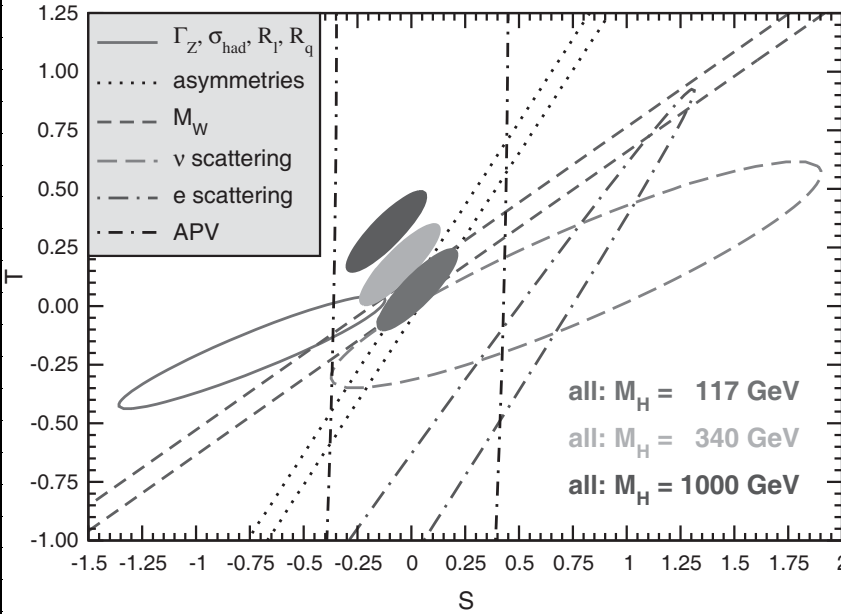 1.25
1.00
0.75
0.50
0.25
0.00
-0.25
-0.50
-0.75
-1.00
T
Γ_Z, σ_had, R_l, R_q
asymmetries
M_W
ν scattering
e scattering
APV
all: M_H = 117 GeV
all: M_H = 340 GeV
all: M_H = 1000 GeV
-1.5 -1.25 -1 -0.75 -0.5 -0.25 0 0.25 0.5 0.75 1 1.25 1.5 1.75 2
S